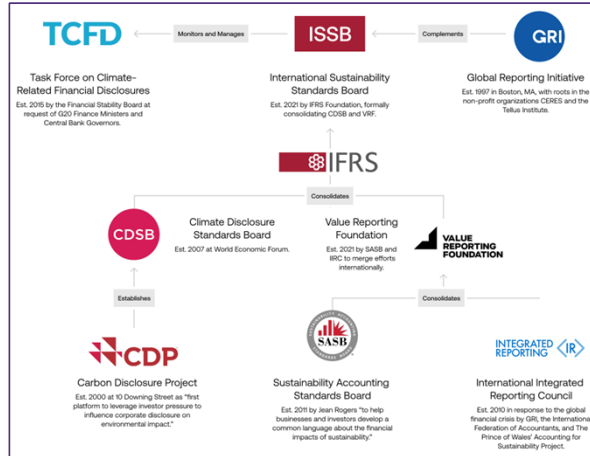 TCFD
Monitors and Manages
ISSB
Complements
GRI
Task Force on Climate-
Related Financial Disclosures
Est. 2015 by the Financial Stability Board at
request of G20 Finance Ministers and
Central Bank Governors.
International Sustainability
Standards Board
Est. 2021 by IFRS Foundation, formally
consolidating CDSB and VRF.
Global Reporting Initiative
Est. 1997 in Boston, MA, with roots in the
non-profit organizations CERES and the
Tellus Institute.
IFRS
Consolidates
CDSB
Climate Disclosure
Standards Board
Est. 2007 at World Economic Forum.
Value Reporting
Foundation
Est. 2021 by SASB and
IIRC to merge efforts
internationally.
VALUE
REPORTING
FOUNDATION
Establishes
Consolidates
CDP
SASB
INTEGRATED
REPORTING
<IR>
Carbon Disclosure Project
Est. 2000 at 10 Downing Street as “first
platform to leverage investor pressure to
influence corporate disclosure on
environmental impact.”
Sustainability Accounting
Standards Board
Est. 2011 by Jean Rogers “to help
businesses and investors develop a
common language about the financial
impacts of sustainability.”
International Integrated
Reporting Council
Est. 2010 in response to the global
financial crisis by GRI, the International
Federation of Accountants, and The
Prince of Wales’ Accounting for
Sustainability Project.